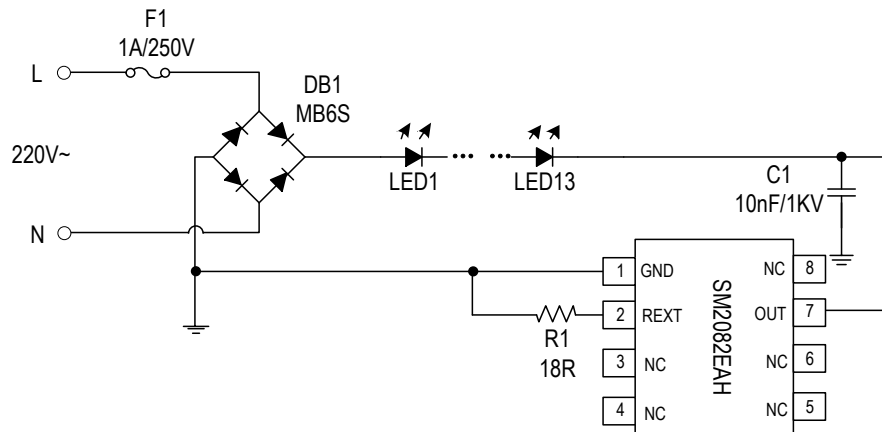 F1
1A/250V
L
DB1
MB6S
220V~
LED1
LED13
C1
10nF/1KV
N
1
GND
NC
8
2
REXT
OUT
7
SM2082EAH
R1
18R
3
NC
NC
6
4
NC
NC
5